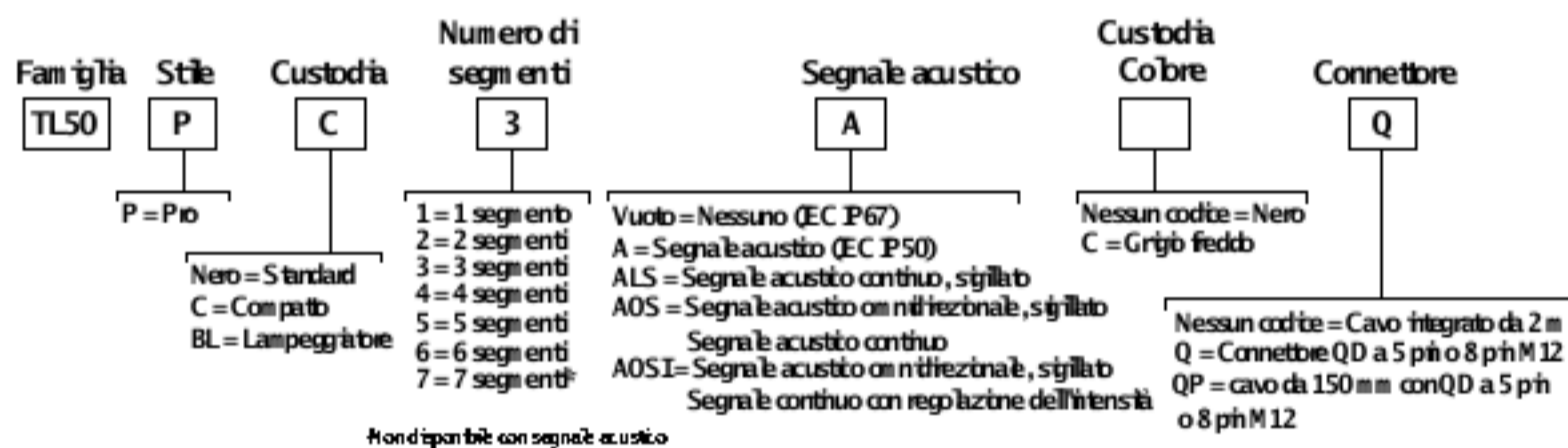 Famiglia Stile Custodia Numero di segmenti Segnale acustico Custodia Colore Connettore
TL50 P C 3 A Q
P = Pro
Nero = Standard
C = Compatto
BL = Lampeggiatore
1 = 1 segmento
2 = 2 segmenti
3 = 3 segmenti
4 = 4 segmenti
5 = 5 segmenti
6 = 6 segmenti
7 = 7 segmenti*
*Non disponibile con segnale acustico
Vuoto = Nessuno (IEC IP67)
A = Segnale acustico (IEC IP50)
ALS = Segnale acustico continuo, sigillato
AOS = Segnale acustico omnidirezionale, sigillato
Segnale acustico continuo
AOSI= Segnale acustico omnidirezionale, sigillato
Segnale continuo con regolazione dell'intensità
Nessun codice = Nero
C = Grigio freddo
Nessun codice = Cavo integrato da 2 m
Q = Connettore QD a 5 pin o 8 pin M12
QP = cavo da 150 mm con QD a 5 pin
o 8 pin M12